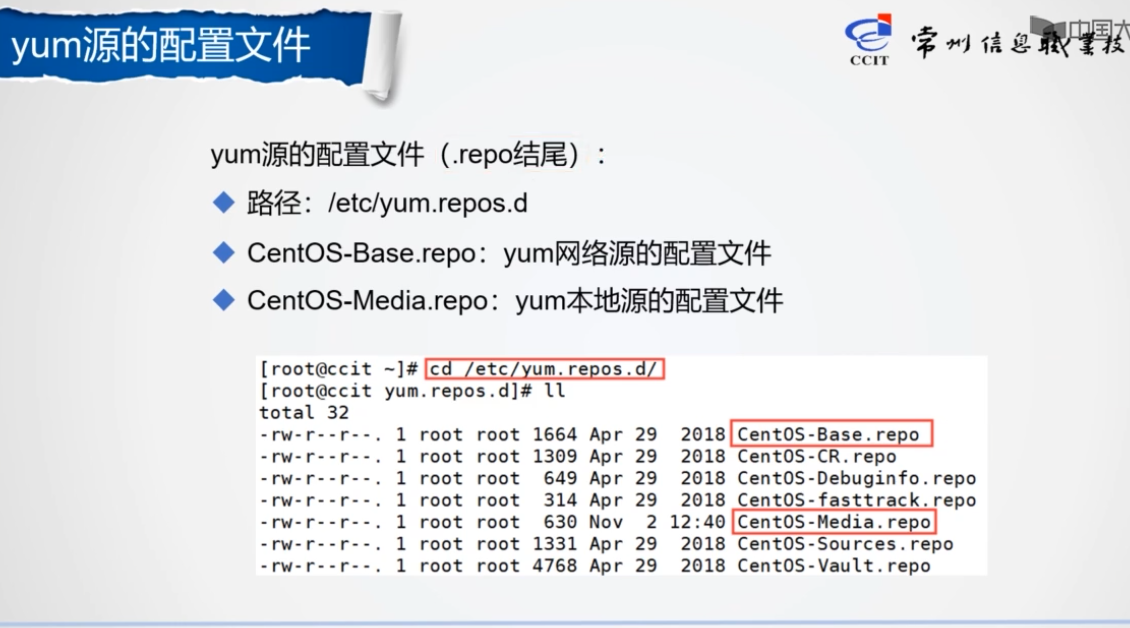 yum源的配置文件
CCIT
常州信息职业技
中国大
yum源的配置文件（.repo结尾）：
路径：/etc/yum.repos.d
CentOS-Base.repo：yum网络源的配置文件
CentOS-Media.repo：yum本地源的配置文件
[root@ccit ~]# cd /etc/yum.repos.d/
[root@ccit yum.repos.d]# ll
total 32
-rw-r--r--. 1 root root 1664 Apr 29  2018 CentOS-Base.repo
-rw-r--r--. 1 root root 1309 Apr 29  2018 CentOS-CR.repo
-rw-r--r--. 1 root root  649 Apr 29  2018 CentOS-Debuginfo.repo
-rw-r--r--. 1 root root  314 Apr 29  2018 CentOS-fasttrack.repo
-rw-r--r--. 1 root root  630 Nov  2 12:40 CentOS-Media.repo
-rw-r--r--. 1 root root 1331 Apr 29  2018 CentOS-Sources.repo
-rw-r--r--. 1 root root 4768 Apr 29  2018 CentOS-Vault.repo